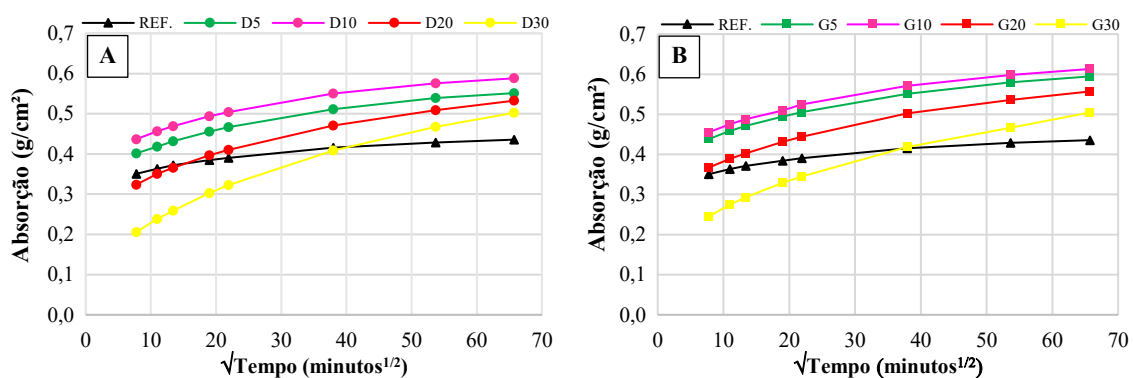 REF. D5 D10 D20 D30
A
0,7
0,6
0,5
0,4
0,3
0,2
0,1
0,0
Absorção (g/cm²)
0 10 20 30 40 50 60 70
√Tempo (minutos1/2)
REF. G5 G10 G20 G30
B
0,7
0,6
0,5
0,4
0,3
0,2
0,1
0,0
Absorção (g/cm²)
0 10 20 30 40 50 60 70
√Tempo (minutos1/2)